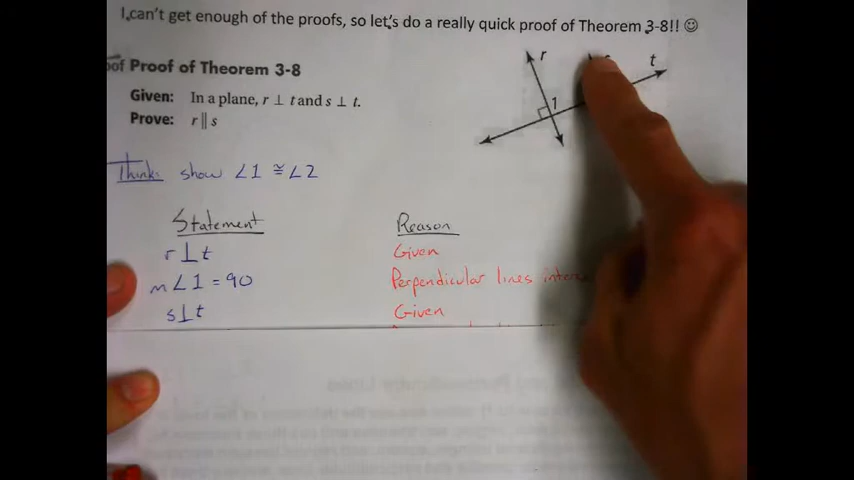 I can't get enough of the proofs, so let's do a really quick proof of Theorem 3-8!! ☺
of Proof of Theorem 3-8
Given: In a plane, r ⊥ t and s ⊥ t.
Prove: r ∥ s
r
t
1
Think: show ∠1 ≅ ∠2
Statement Reason
r ⊥ t Given
m∠1 = 90 Perpendicular lines
s ⊥ t Given